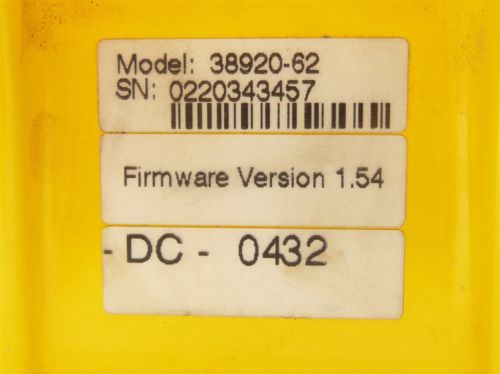 Model: 38920-62
SN: 0220343457
Firmware Version 1.54
- DC - 0432